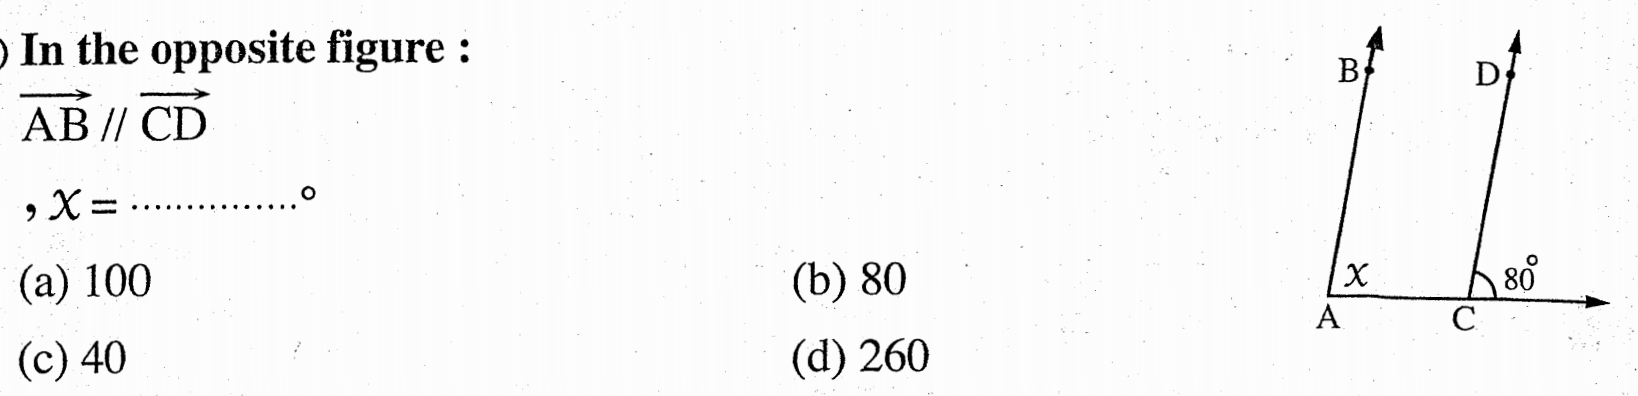 ) In the opposite figure :
AB // CD
, x = ............... °
(a) 100
(b) 80
(c) 40
(d) 260
B
D
x
80°
A
C